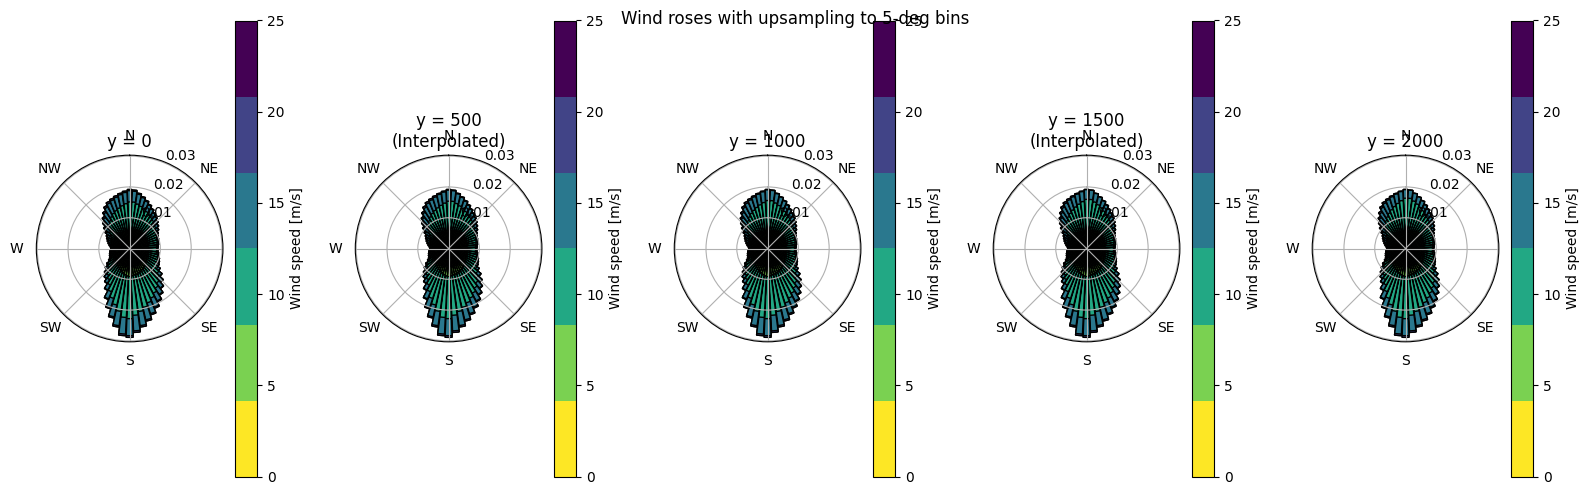 Wind roses with upsampling to 5-deg bins
y = 0
N
NE
0.03
0.02
0.01
NW
W
SW
S
SE
25
20
15
10
5
0
Wind speed [m/s]
y = 500
(Interpolated)
N
NE
0.03
0.02
0.01
NW
W
SW
S
SE
25
20
15
10
5
0
Wind speed [m/s]
y = 1000
N
NE
0.03
0.02
0.01
NW
W
SW
S
SE
25
20
15
10
5
0
Wind speed [m/s]
y = 1500
(Interpolated)
N
NE
0.03
0.02
0.01
NW
W
SW
S
SE
25
20
15
10
5
0
Wind speed [m/s]
y = 2000
N
NE
0.03
0.02
0.01
NW
W
SW
S
SE
25
20
15
10
5
0
Wind speed [m/s]